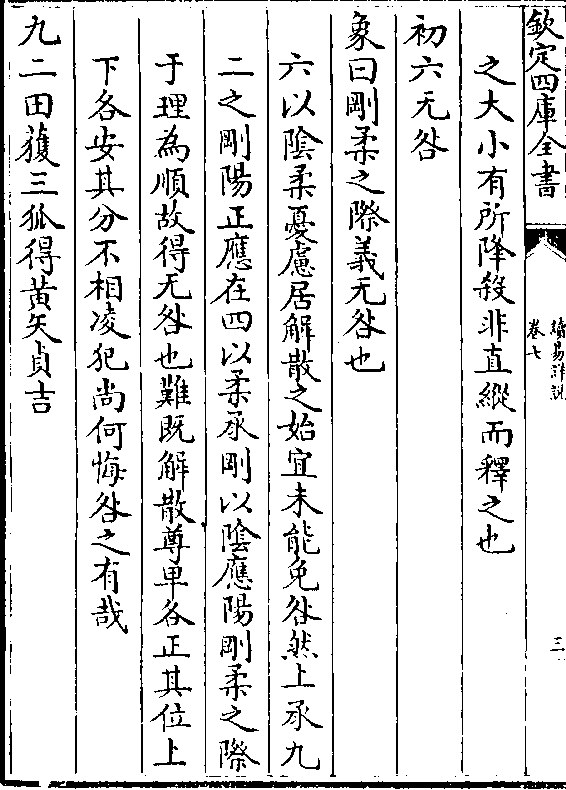 欽定四庫全書
讀易詳說
卷七
三
之大小有所降殺非直縱而釋之也
初六无咎
象曰剛柔之際義无咎也
六以陰柔憂慮居解散之始宜未能免咎然上承九
二之剛陽正應在四以柔承剛以陰應陽剛柔之際
于理為順故得无咎也難既解散尊卑各正其位上
下各安其分不相凌犯尚何悔咎之有哉
九二田獲三狐得黃矢貞吉